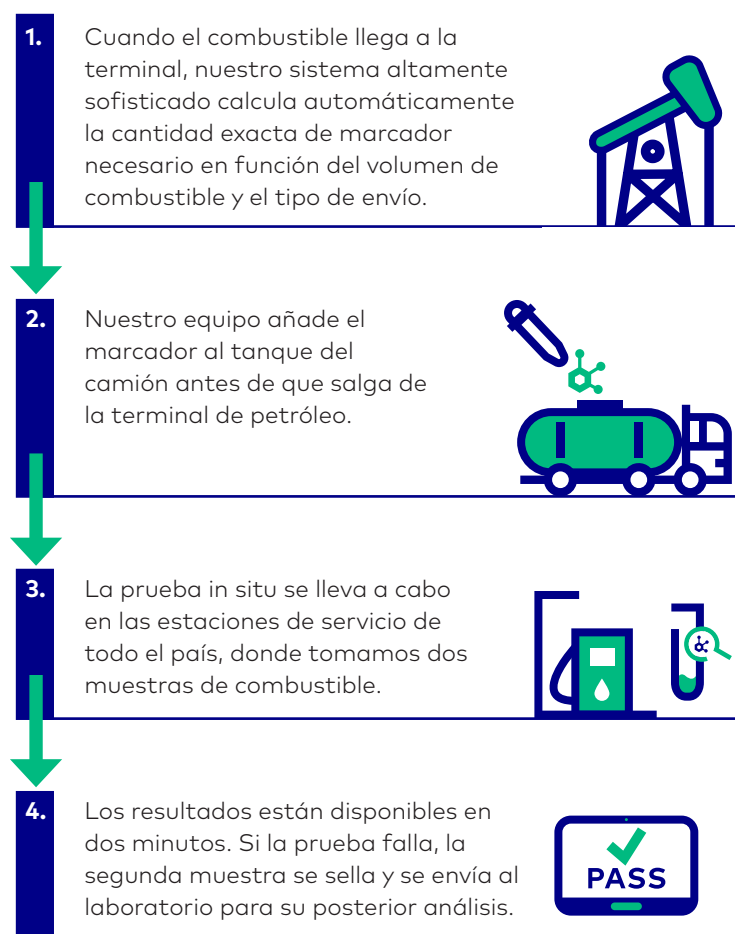 1.
Cuando el combustible llega a la
terminal, nuestro sistema altamente
sofisticado calcula automáticamente
la cantidad exacta de marcador
necesario en función del volumen de
combustible y el tipo de envío.
2.
Nuestro equipo añade el
marcador al tanque del
camión antes de que salga de
la terminal de petróleo.
3.
La prueba in situ se lleva a cabo
en las estaciones de servicio de
todo el país, donde tomamos dos
muestras de combustible.
4.
Los resultados están disponibles en
dos minutos. Si la prueba falla, la
segunda muestra se sella y se envía al
laboratorio para su posterior análisis.
PASS